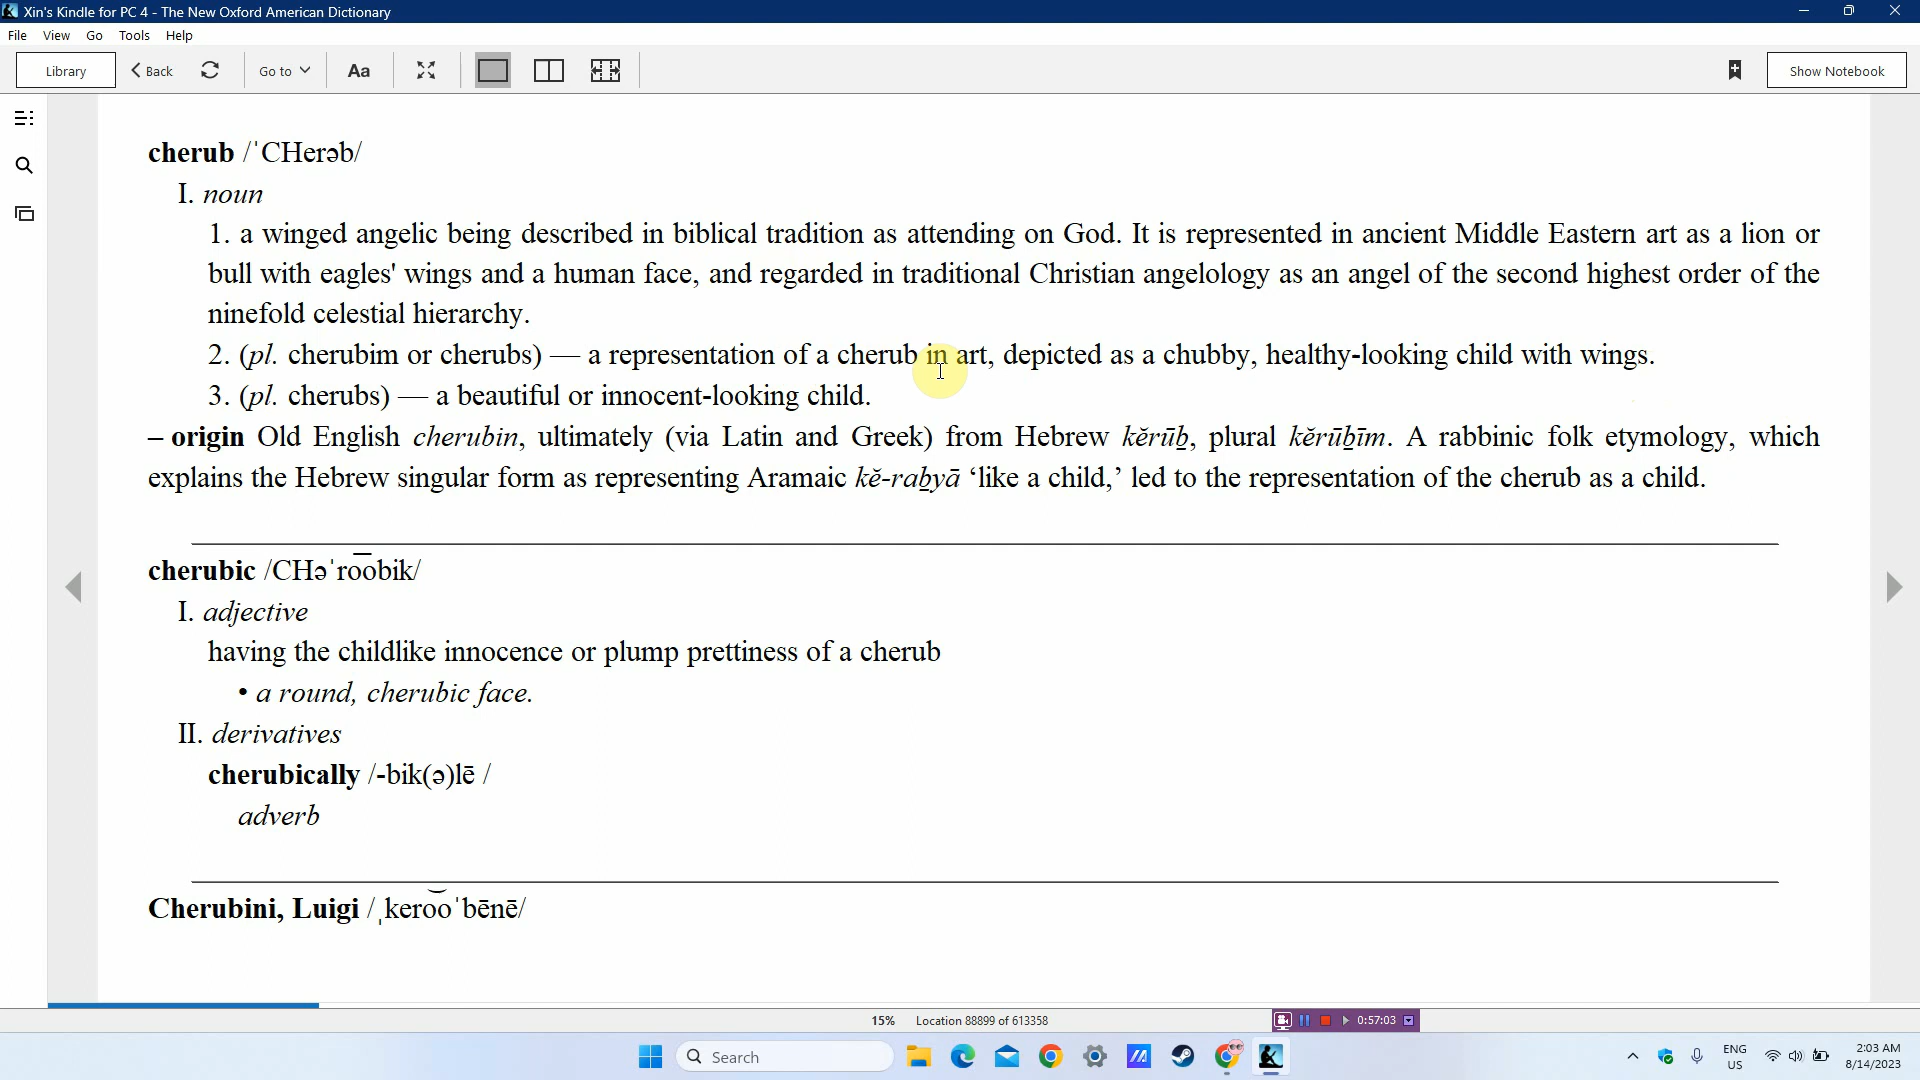 Xin's Kindle for PC 4 - The New Oxford American Dictionary
File View Go Tools Help
Library Back Go to Aa Show Notebook
cherub /ˈCHerəb/
I. noun
1. a winged angelic being described in biblical tradition as attending on God. It is represented in ancient Middle Eastern art as a lion or
bull with eagles' wings and a human face, and regarded in traditional Christian angelology as an angel of the second highest order of the
ninefold celestial hierarchy.
2. (pl. cherubim or cherubs) — a representation of a cherub in art, depicted as a chubby, healthy-looking child with wings.
3. (pl. cherubs) — a beautiful or innocent-looking child.
– origin Old English cherubin, ultimately (via Latin and Greek) from Hebrew kĕrūḇ, plural kĕrūḇīm. A rabbinic folk etymology, which
explains the Hebrew singular form as representing Aramaic kĕ-raḇyā ‘like a child,’ led to the representation of the cherub as a child.
cherubic /CHəˈro͞obik/
I. adjective
having the childlike innocence or plump prettiness of a cherub
• a round, cherubic face.
II. derivatives
cherubically /-bik(ə)lē /
adverb
Cherubini, Luigi /ˌkero͝oˈbēnē/
15% Location 88899 of 613358 0:57:03
Search
ENG
US
2:03 AM
8/14/2023